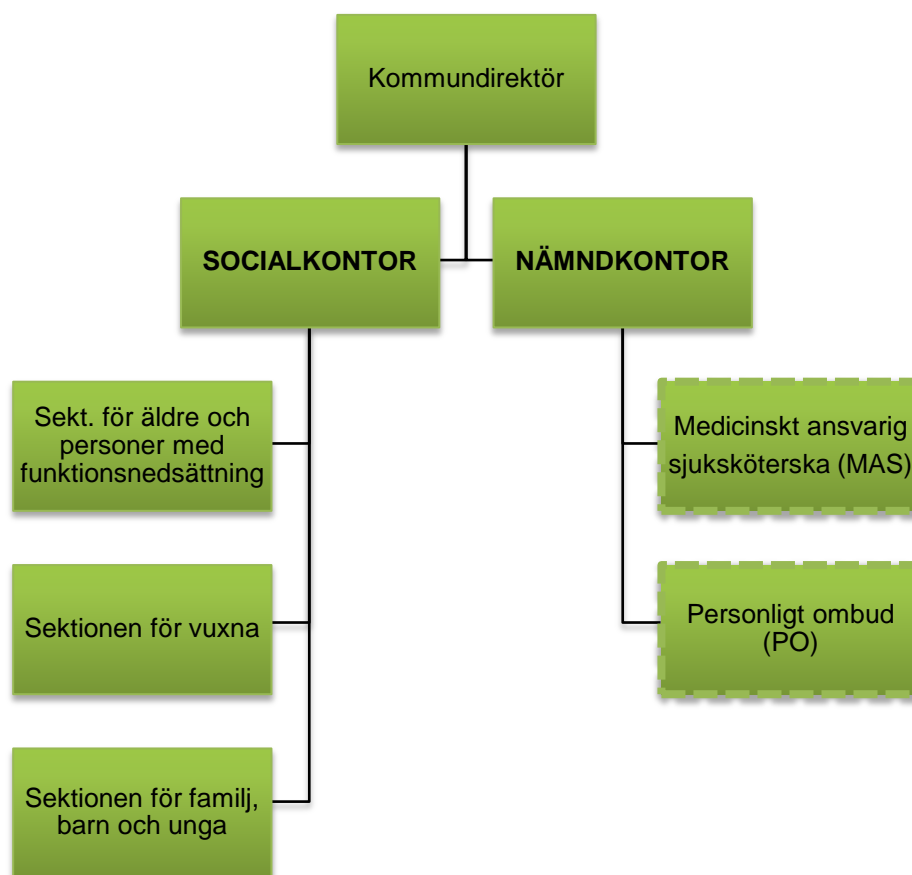 Kommundirektör
SOCIALKONTOR
NÄMNDKONTOR
Sekt. för äldre och
personer med
funktionsnedsättning
Medicinskt ansvarig
sjuksköterska (MAS)
Sektionen för vuxna
Personligt ombud
(PO)
Sektionen för familj,
barn och unga